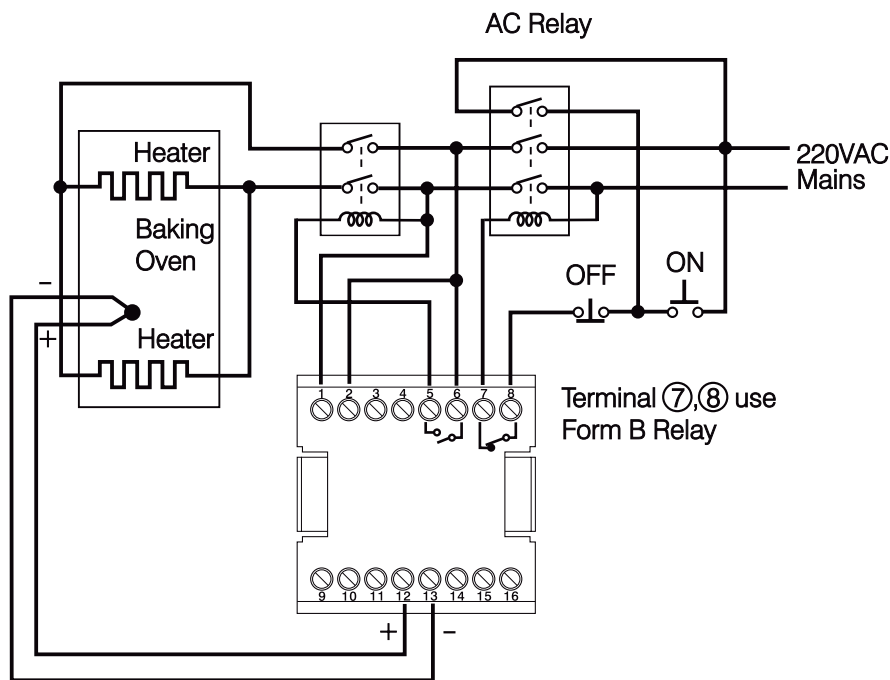 AC Relay
Heater
220VAC
Mains
Baking
Oven
OFF
ON
-
+
Heater
1 2 3 4 5 6 7 8
Terminal ⑦,⑧ use
Form B Relay
9 10 11 12 13 14 15 16
+ -